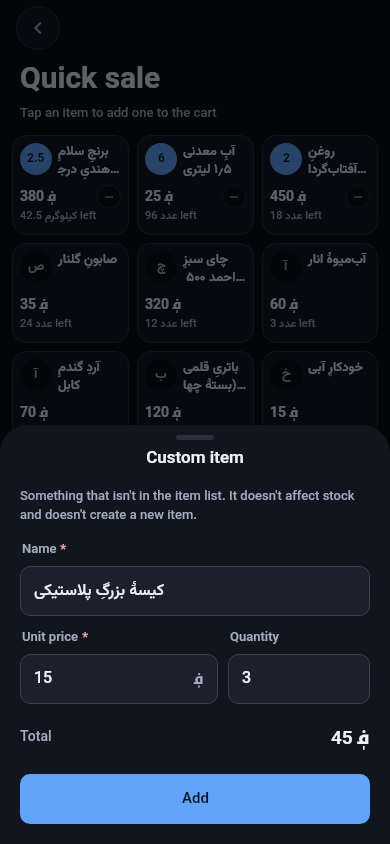 Quick sale
Tap an item to add one to the cart
2.5
برنجِ سلامِ
هندیِ درجـ...
380 ؋
42.5 کیلوگرم left
6
آبِ معدنی
۱٫۵ لیتری
25 ؋
96 عدد left
2
روغنِ
آفتاب‌گردا...
450 ؋
18 عدد left
ص
صابونِ گلنار
35 ؋
24 عدد left
چ
چای سبزِ
احمد ۵۰۰...
320 ؋
12 عدد left
آ
آب‌میوهٔ انار
60 ؋
3 عدد left
آ
آردِ گندمِ
کابل
70 ؋
ب
باتریِ قلمی
(بستهٔ چها...
120 ؋
خ
خودکارِ آبی
15 ؋
Custom item
Something that isn't in the item list. It doesn't affect stock
and doesn't create a new item.
Name *
کیسهٔ بزرگِ پلاستیکی
Unit price *
Quantity
15 ؋
3
Total
45 ؋
Add